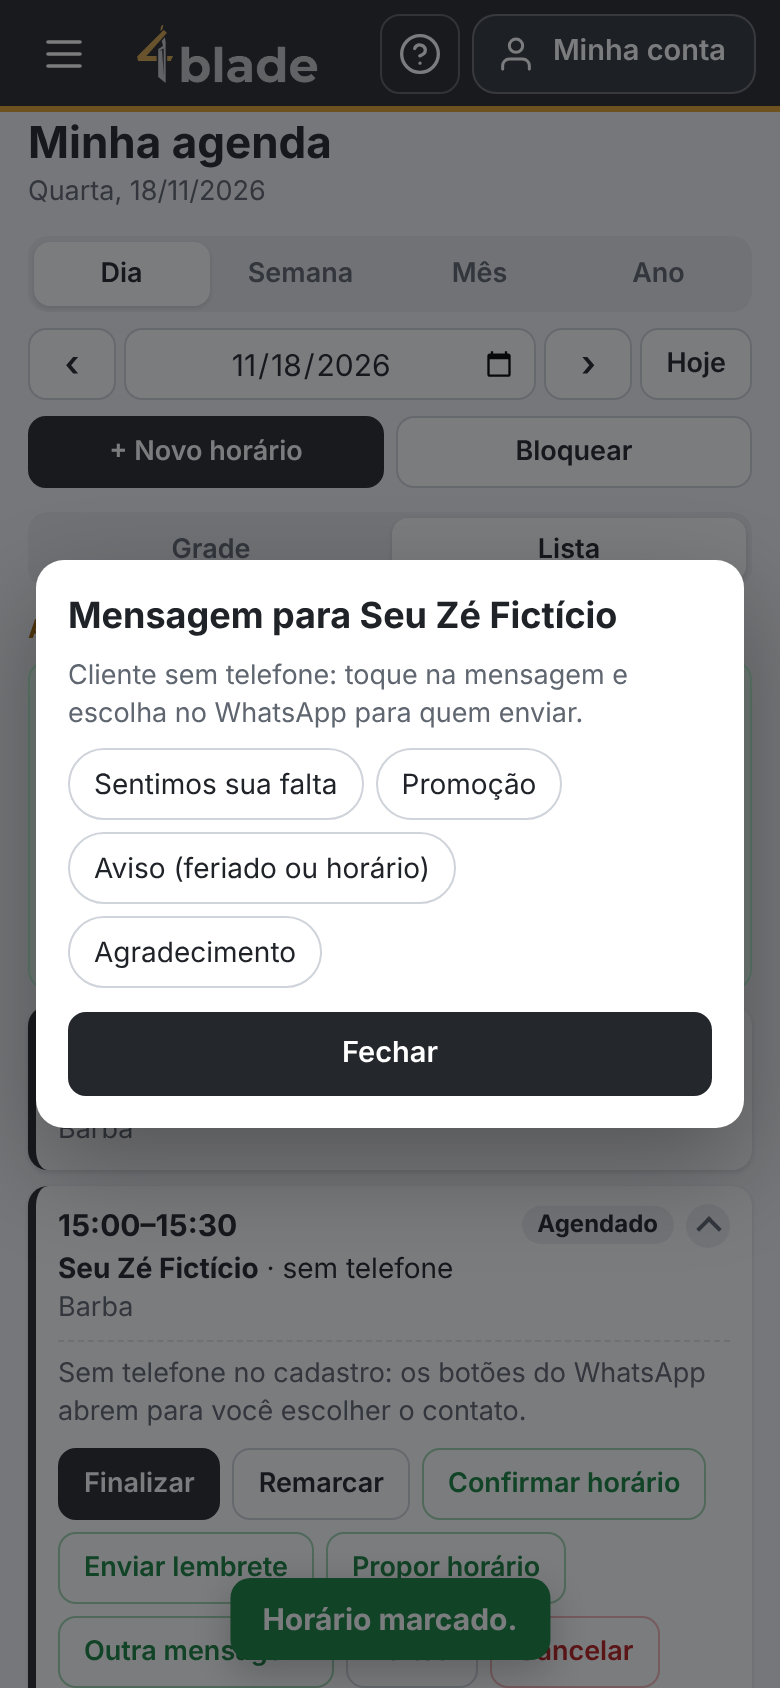 4blade
Minha conta
Minha agenda
Quarta, 18/11/2026
Dia Semana Mês Ano
‹ 11/18/2026 › Hoje
+ Novo horário Bloquear
Grade Lista
Mensagem para Seu Zé Fictício
Cliente sem telefone: toque na mensagem e
escolha no WhatsApp para quem enviar.
Sentimos sua falta Promoção
Aviso (feriado ou horário)
Agradecimento
Fechar
Barba
15:00–15:30 Agendado
Seu Zé Fictício · sem telefone
Barba
Sem telefone no cadastro: os botões do WhatsApp
abrem para você escolher o contato.
Finalizar Remarcar Confirmar horário
Enviar lembrete Propor horário
Horário marcado.
Outra